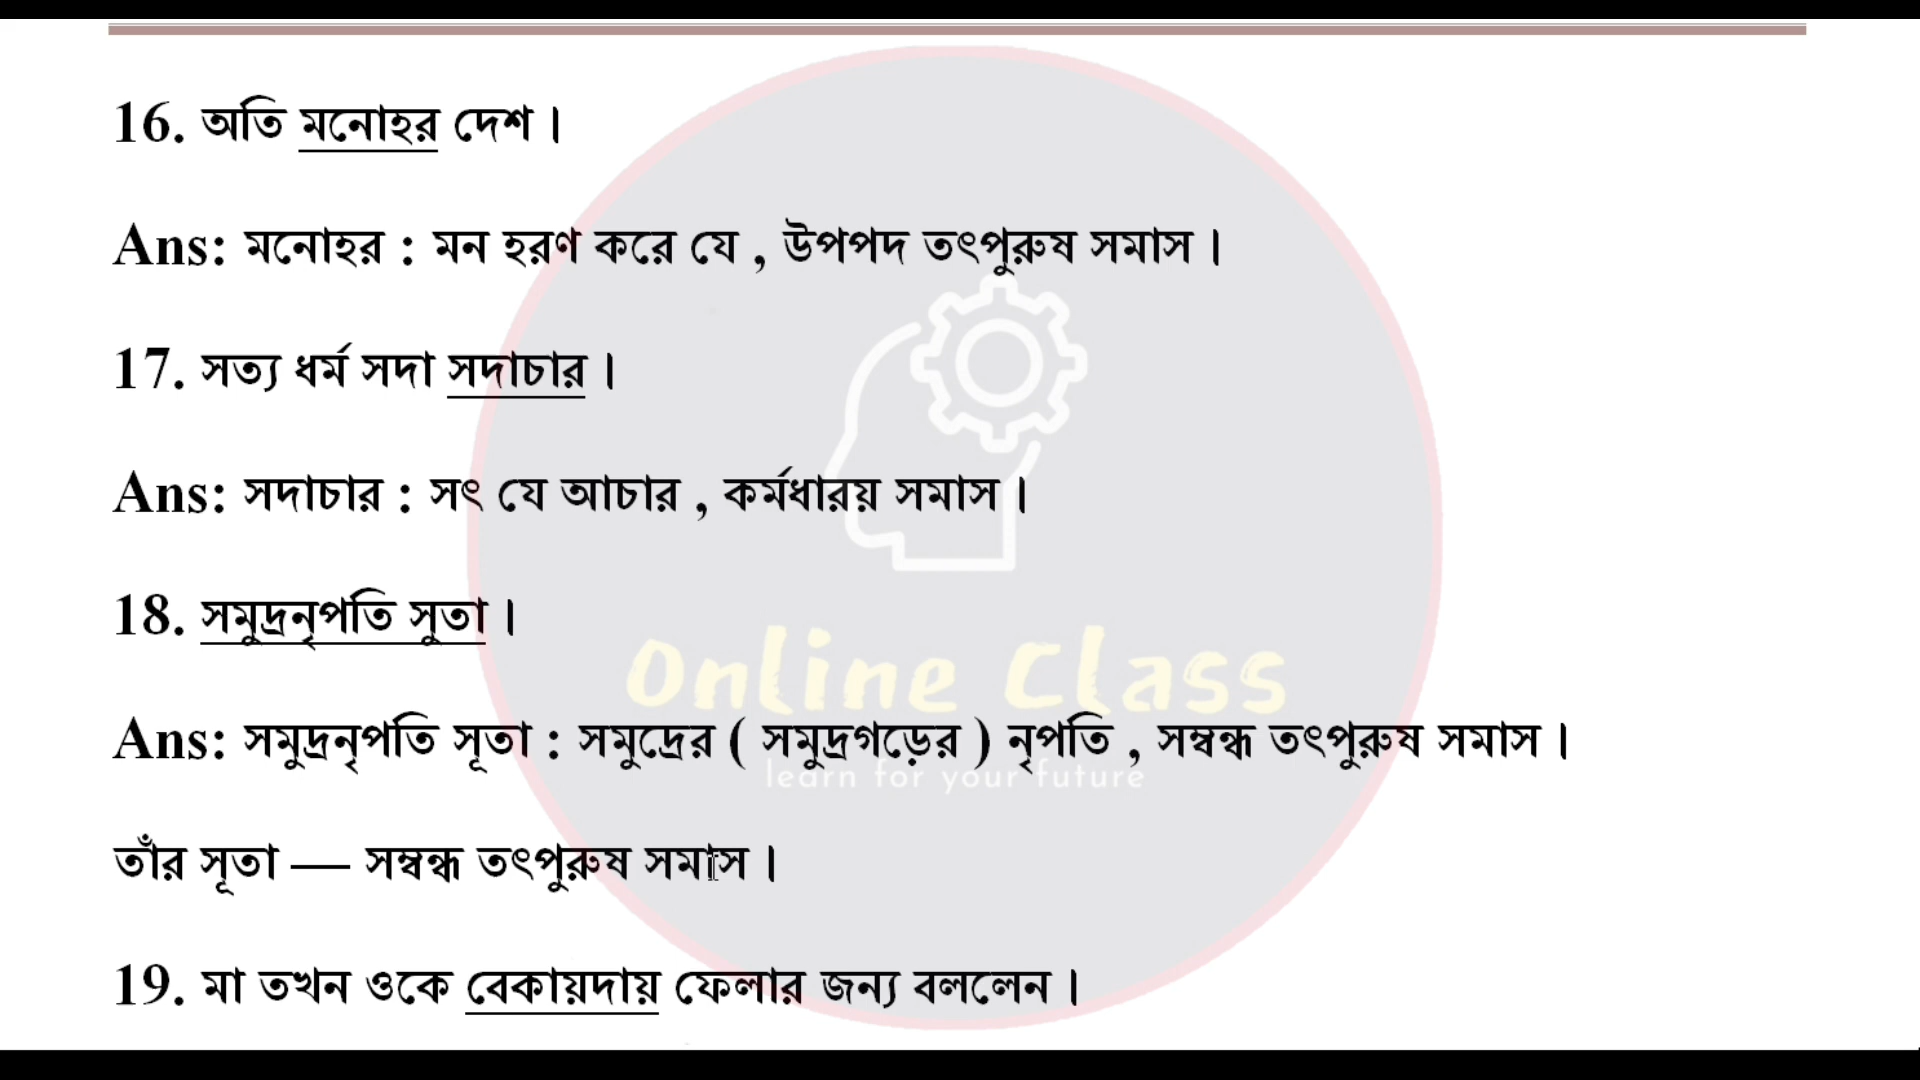 16. অতি মনোহর দেশ।
Ans: মনোহর : মন হরণ করে যে , উপপদ তৎপুরুষ সমাস।
17. সত্য ধর্ম সদা সদাচার।
Ans: সদাচার : সৎ যে আচার , কর্মধারয় সমাস।
18. সমুদ্রনৃপতি সুতা।
Online Class
Ans: সমুদ্রনৃপতি সূতা : সমুদ্রের ( সমুদ্রগড়ের ) নৃপতি , সম্বন্ধ তৎপুরুষ সমাস।
learn for your future
তাঁর সূতা — সম্বন্ধ তৎপুরুষ সমাস।
19. মা তখন ওকে বেকায়দায় ফেলার জন্য বললেন।